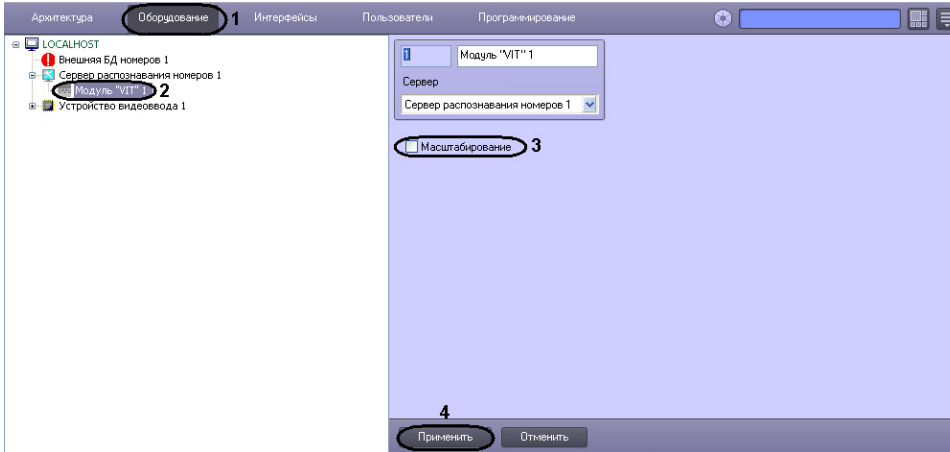 Архитектура Оборудование 1 Интерфейсы Пользователи Программирование
LOCALHOST
Внешняя БД номеров 1
Сервер распознавания номеров 1
Модуль "VIT" 1 2
Устройство видеоввода 1
1 Модуль "VIT" 1
Сервер
Сервер распознавания номеров 1
Масштабирование 3
4
Применить Отменить